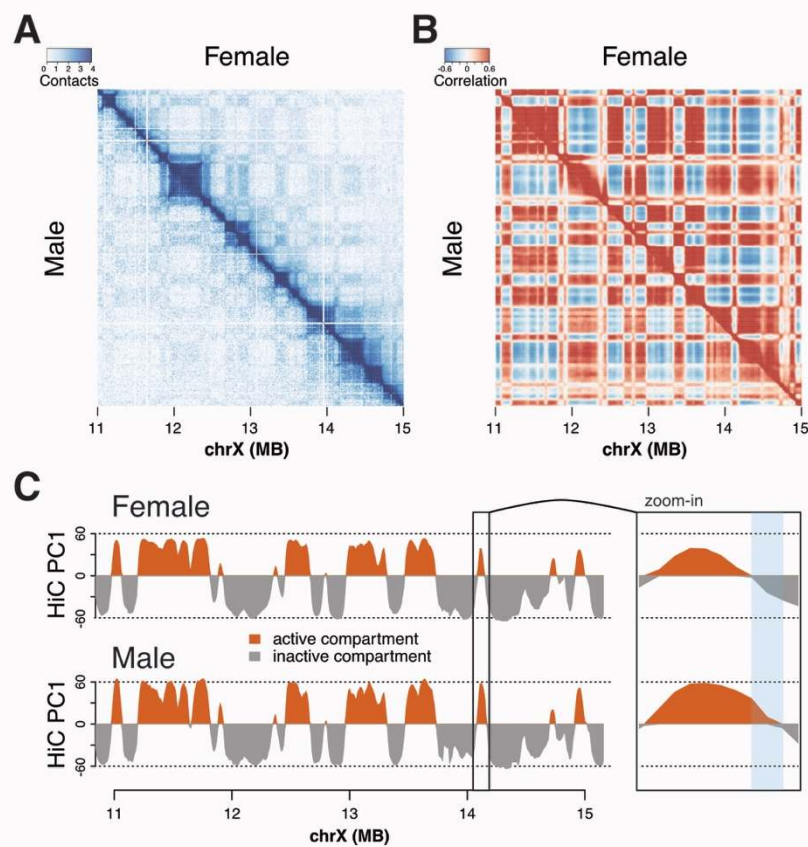 A
B
Female
Female
0 1 2 3 4
Contacts
-0.6 0 0.6
Correlation
Male
Male
11 12 13 14 15
chrX (MB)
11 12 13 14 15
chrX (MB)
C
zoom-in
Female
HiC PC1
60
0
-60
active compartment
inactive compartment
Male
HiC PC1
60
0
-60
11 12 13 14 15
chrX (MB)